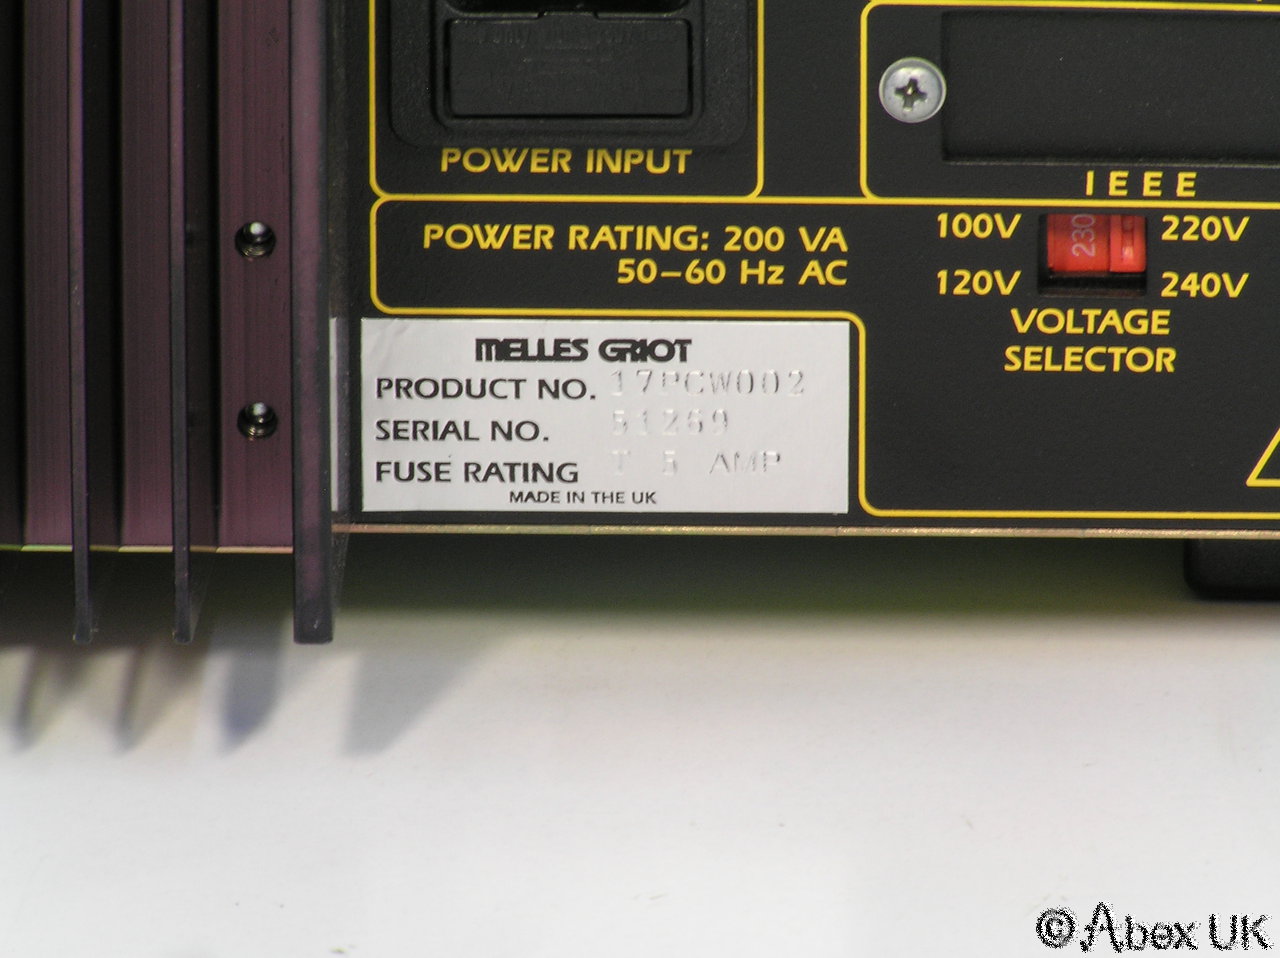 POWER INPUT
IEEE
POWER RATING: 200 VA
50–60 Hz AC
100V
220V
230
120V
240V
VOLTAGE
SELECTOR
MELLES GRIOT
PRODUCT NO. 17PCW002
SERIAL NO. 51269
FUSE RATING T 5 AMP
MADE IN THE UK
© Abex UK